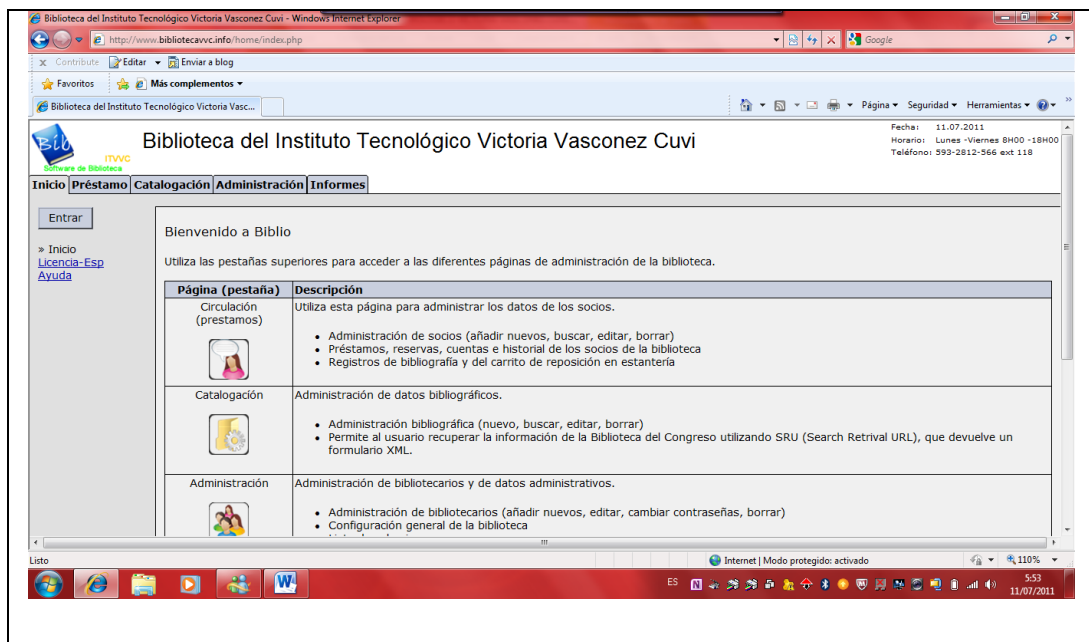 Biblioteca del Instituto Tecnológico Victoria Vasconez Cuvi - Windows Internet Explorer
http://www.bibliotecavvc.info/home/index.php
Google
x Contribute Editar Enviar a blog
Favoritos Más complementos
Biblioteca del Instituto Tecnológico Victoria Vasc...
Página Seguridad Herramientas
Bib
ITVVC
Software de Biblioteca
Biblioteca del Instituto Tecnológico Victoria Vasconez Cuvi
Fecha: 11.07.2011
Horario: Lunes -Viernes 8H00 -18H00
Teléfono: 593-2812-566 ext 118
Inicio Préstamo Catalogación Administración Informes
Entrar
» Inicio
Licencia-Esp
Ayuda
Bienvenido a Biblio
Utiliza las pestañas superiores para acceder a las diferentes páginas de administración de la biblioteca.
Página (pestaña) Descripción
Circulación
(prestamos)
Utiliza esta página para administrar los datos de los socios.
• Administración de socios (añadir nuevos, buscar, editar, borrar)
• Préstamos, reservas, cuentas e historial de los socios de la biblioteca
• Registros de bibliografía y del carrito de reposición en estantería
Catalogación
Administración de datos bibliográficos.
• Administración bibliográfica (nuevo, buscar, editar, borrar)
• Permite al usuario recuperar la información de la Biblioteca del Congreso utilizando SRU (Search Retrival URL), que devuelve un
formulario XML.
Administración
Administración de bibliotecarios y de datos administrativos.
• Administración de bibliotecarios (añadir nuevos, editar, cambiar contraseñas, borrar)
• Configuración general de la biblioteca
Listo
Internet | Modo protegido: activado
110%
ES
5:53
11/07/2011